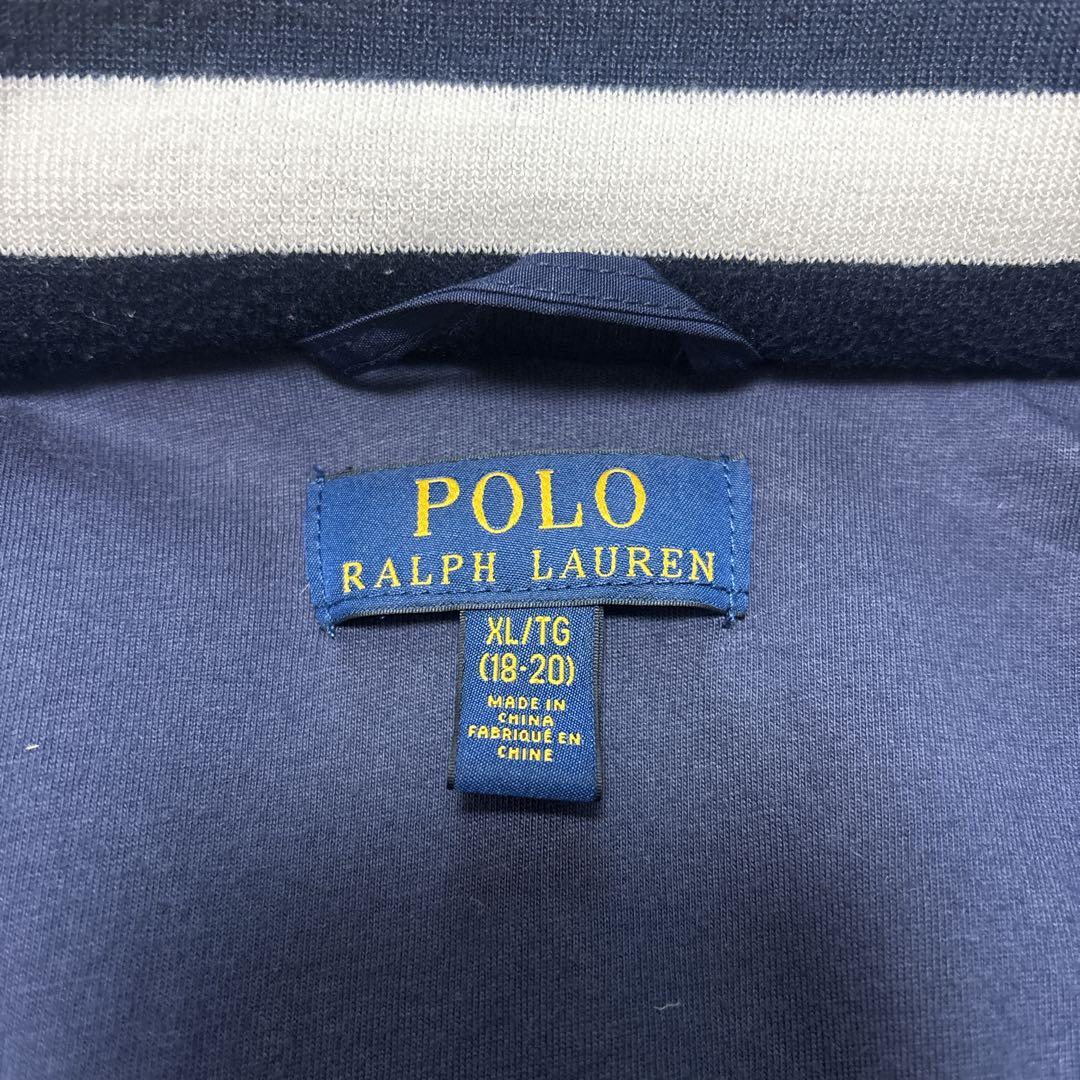 POLO
RALPH LAUREN
XL/TG
(18-20)
MADE IN
CHINA
FABRIQUÉ EN
CHINE